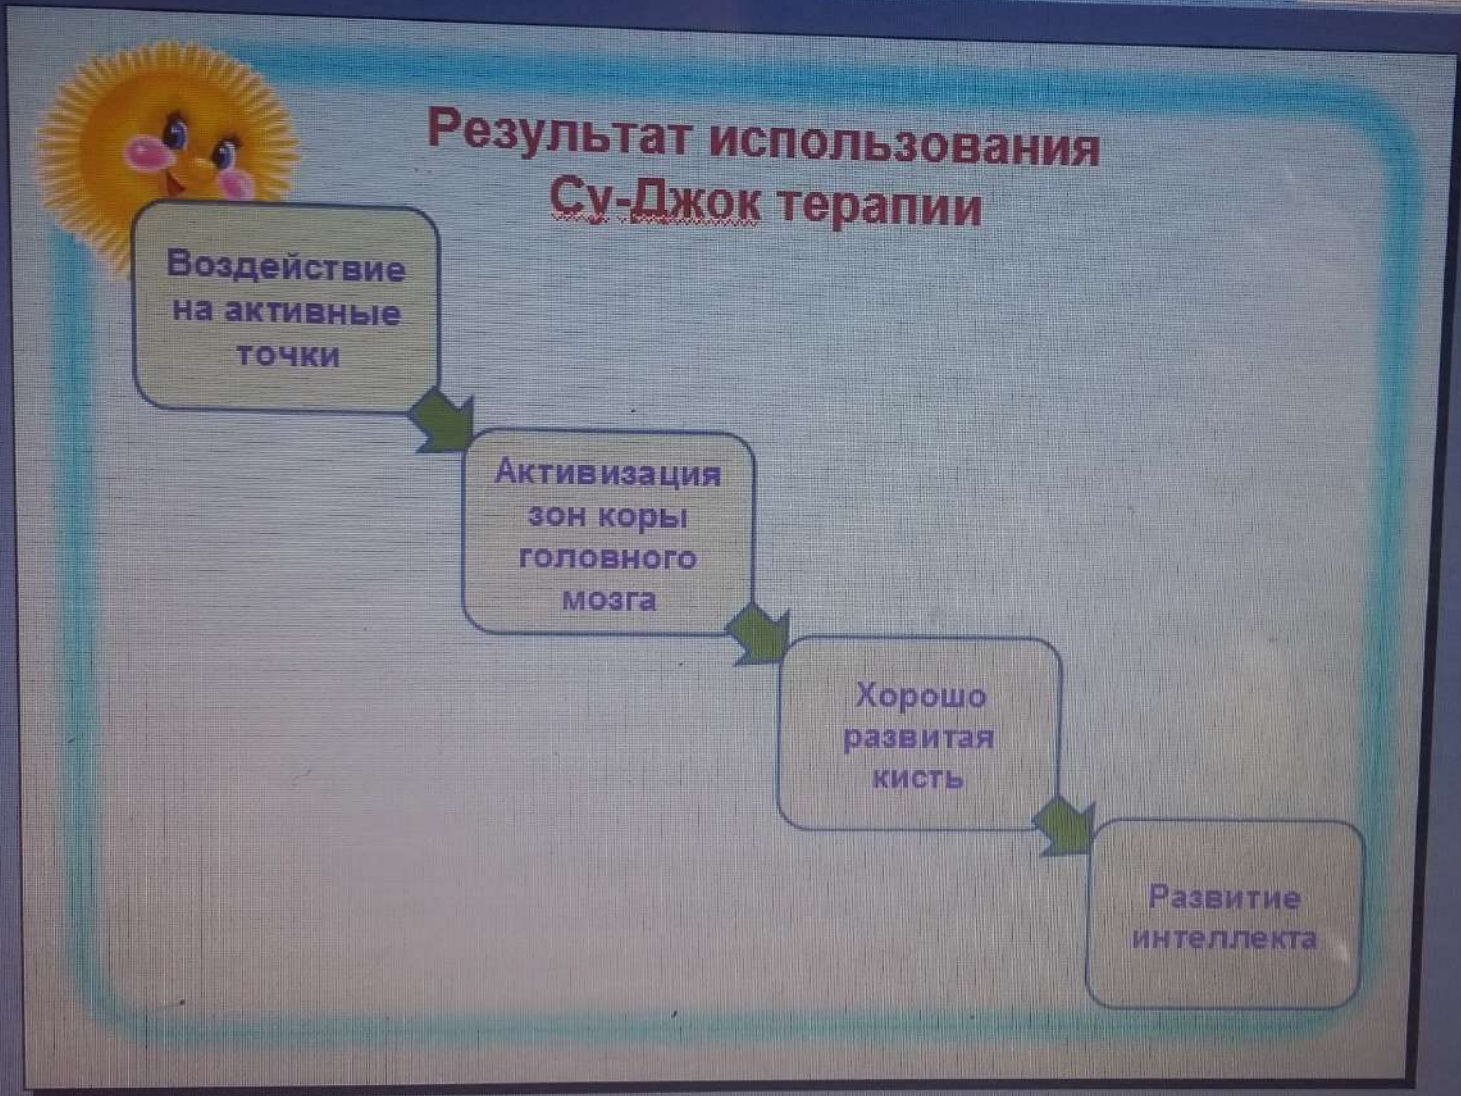 Результат использования
Су-Джок терапии
Воздействие
на активные
точки
Активизация
зон коры
головного
мозга
Хорошо
развитая
кисть
Развитие
интеллекта